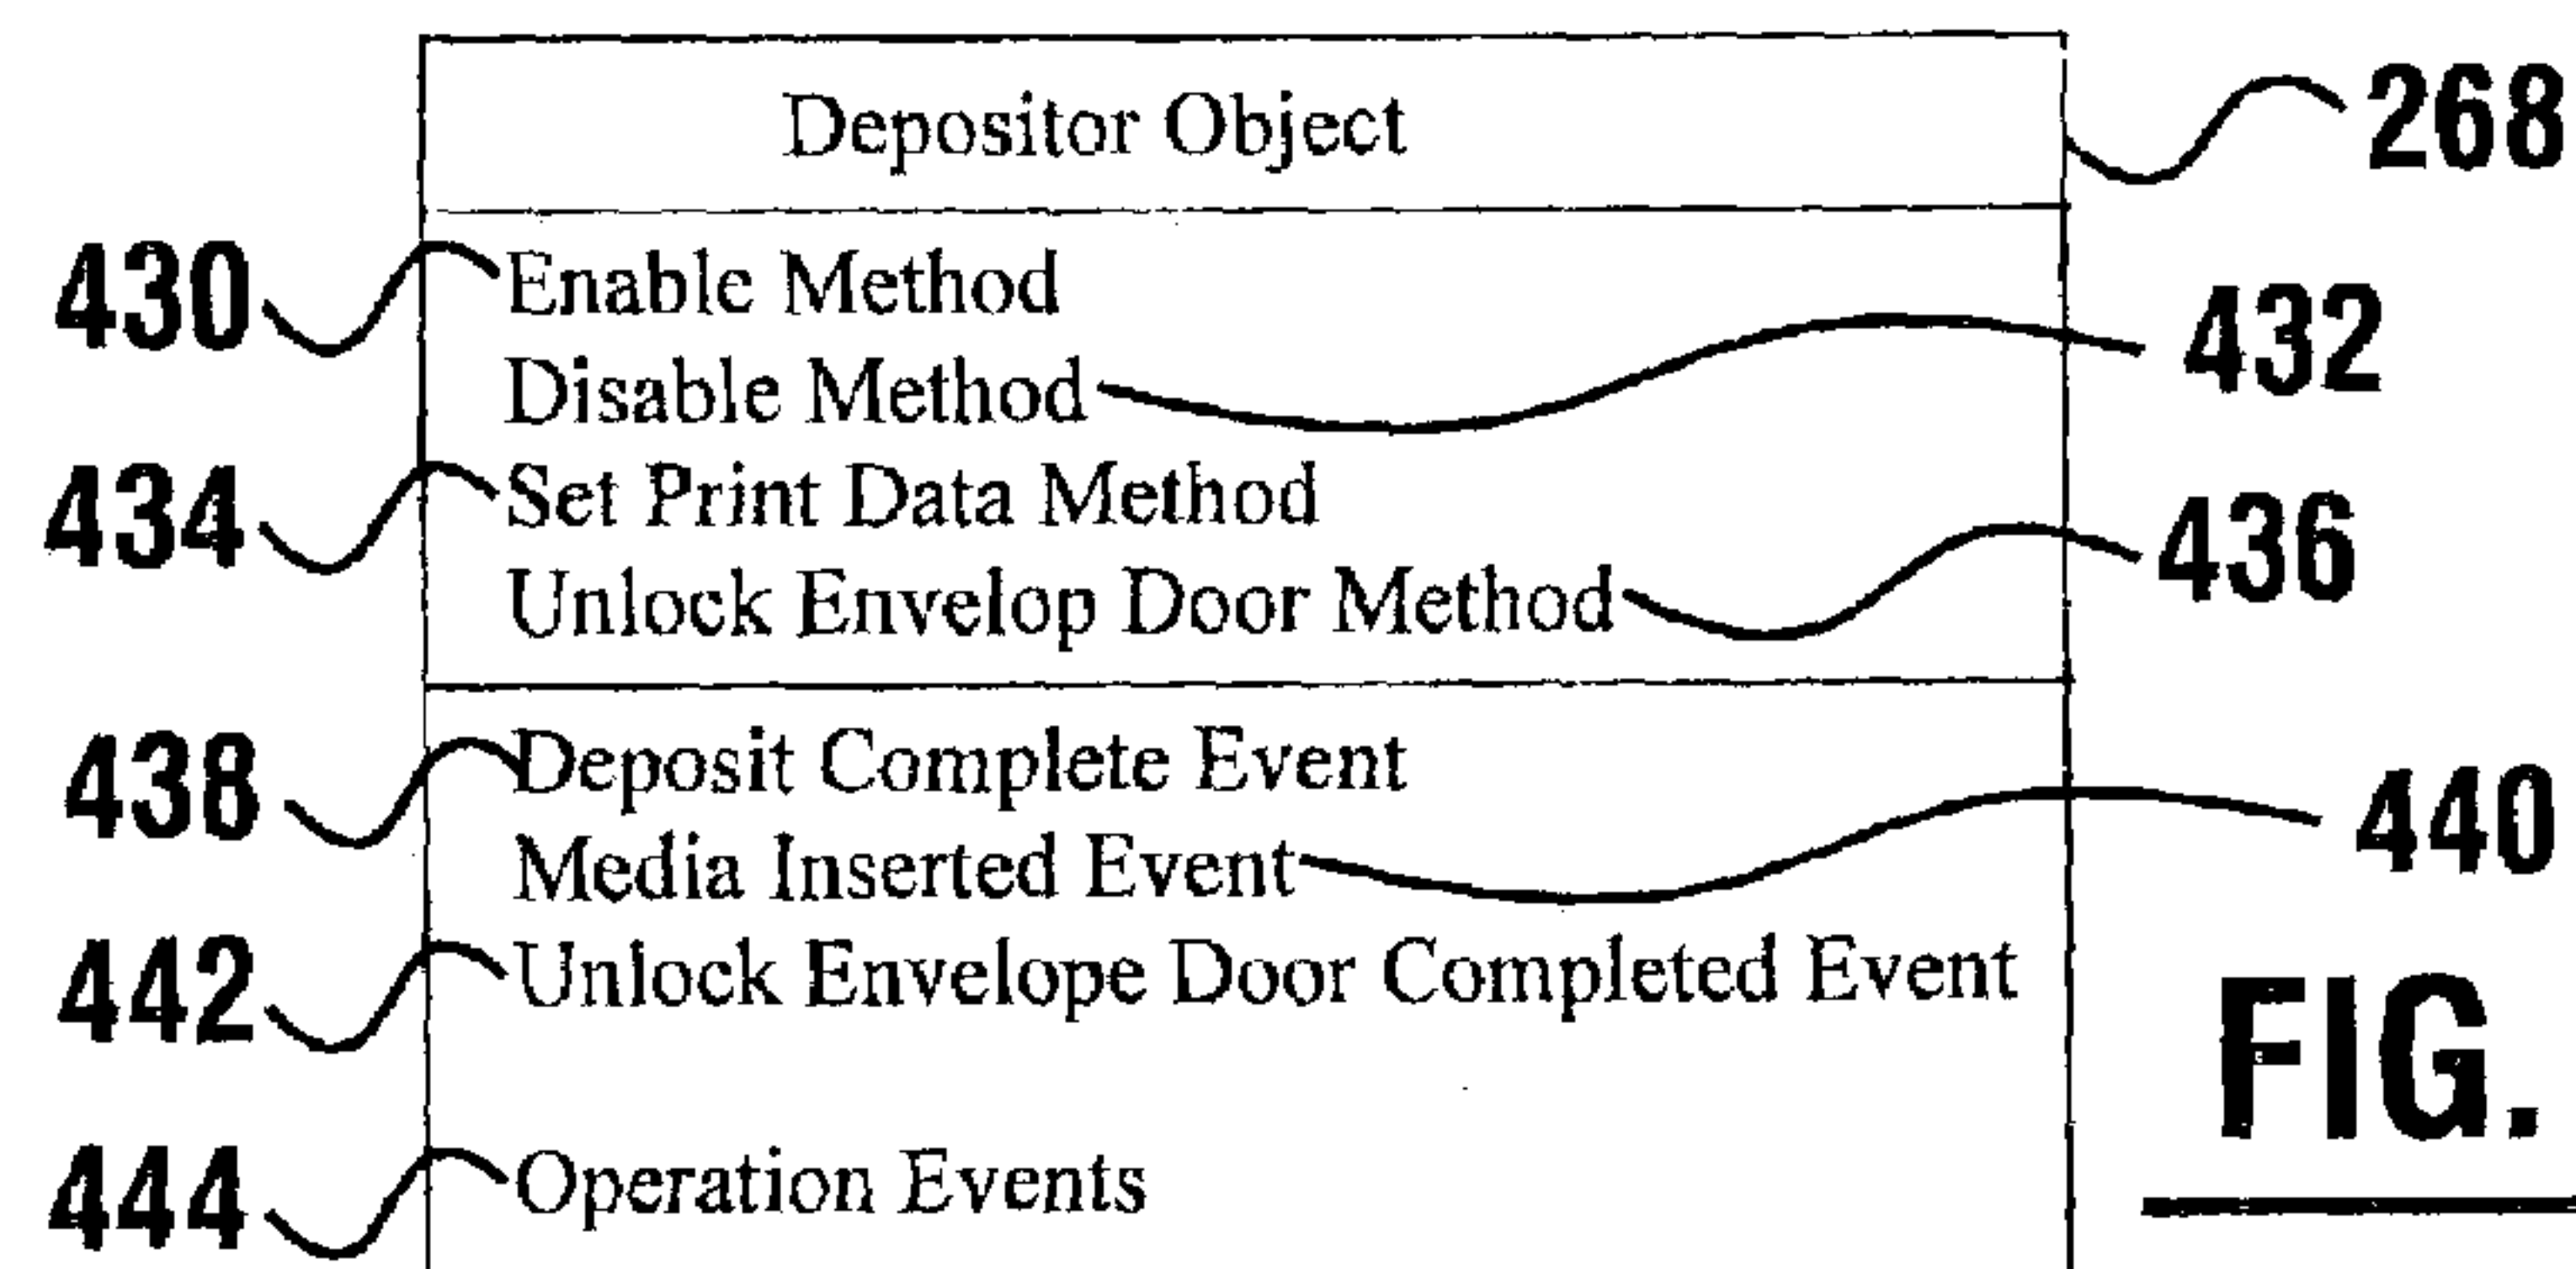 Depositor Object 268
430 Enable Method
Disable Method 432
434 Set Print Data Method
Unlock Envelop Door Method 436
438 Deposit Complete Event
Media Inserted Event 440
442 Unlock Envelope Door Completed Event
FIG.
444 Operation Events